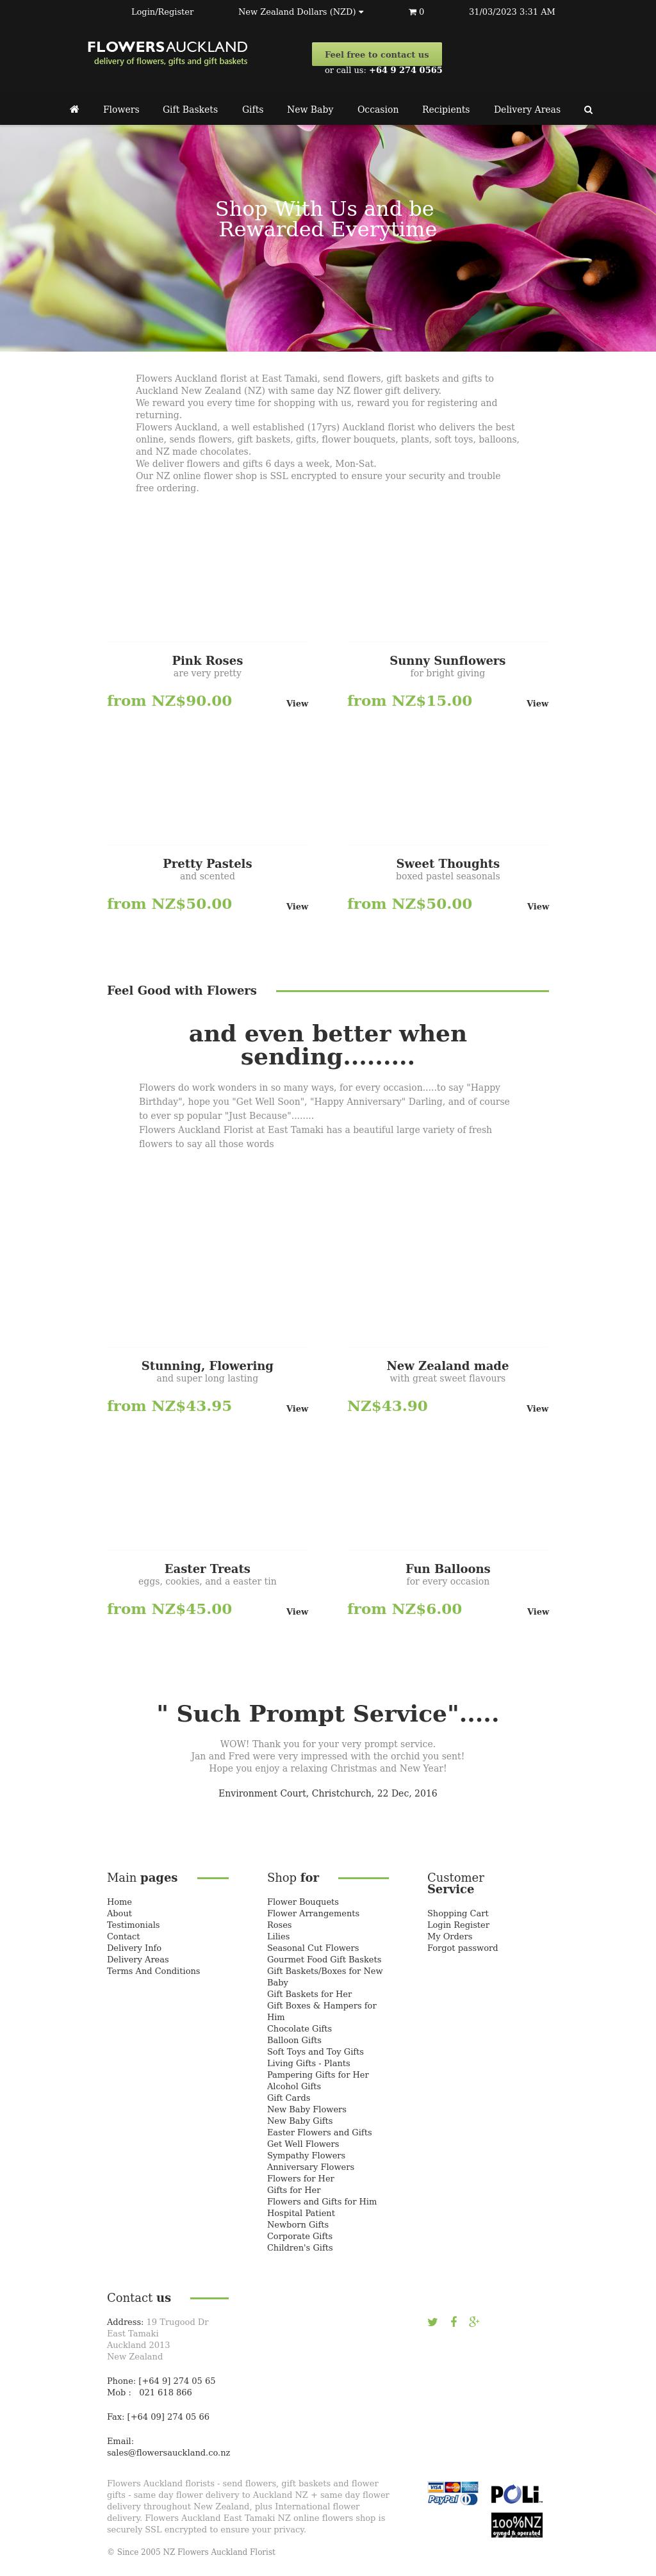 Login/Register
New Zealand Dollars (NZD)
0
31/03/2023 3:31 AM
FLOWERSAUCKLAND
delivery of flowers, gifts and gift baskets
Feel free to contact us
or call us: +64 9 274 0565
Flowers
Gift Baskets
Gifts
New Baby
Occasion
Recipients
Delivery Areas
Shop With Us and be
Rewarded Everytime
Flowers Auckland florist at East Tamaki, send flowers, gift baskets and gifts to
Auckland New Zealand (NZ) with same day NZ flower gift delivery.
We reward you every time for shopping with us, reward you for registering and
returning.
Flowers Auckland, a well established (17yrs) Auckland florist who delivers the best
online, sends flowers, gift baskets, gifts, flower bouquets, plants, soft toys, balloons,
and NZ made chocolates.
We deliver flowers and gifts 6 days a week, Mon-Sat.
Our NZ online flower shop is SSL encrypted to ensure your security and trouble
free ordering.
Pink Roses
are very pretty
from NZ$90.00
View
Sunny Sunflowers
for bright giving
from NZ$15.00
View
Pretty Pastels
and scented
from NZ$50.00
View
Sweet Thoughts
boxed pastel seasonals
from NZ$50.00
View
Feel Good with Flowers
and even better when
sending.........
Flowers do work wonders in so many ways, for every occasion.....to say "Happy
Birthday", hope you "Get Well Soon", "Happy Anniversary" Darling, and of course
to ever sp popular "Just Because"........
Flowers Auckland Florist at East Tamaki has a beautiful large variety of fresh
flowers to say all those words
Stunning, Flowering
and super long lasting
from NZ$43.95
View
New Zealand made
with great sweet flavours
NZ$43.90
View
Easter Treats
eggs, cookies, and a easter tin
from NZ$45.00
View
Fun Balloons
for every occasion
from NZ$6.00
View
" Such Prompt Service".....
WOW! Thank you for your very prompt service.
Jan and Fred were very impressed with the orchid you sent!
Hope you enjoy a relaxing Christmas and New Year!
Environment Court, Christchurch, 22 Dec, 2016
Main pages
Home
About
Testimonials
Contact
Delivery Info
Delivery Areas
Terms And Conditions
Shop for
Flower Bouquets
Flower Arrangements
Roses
Lilies
Seasonal Cut Flowers
Gourmet Food Gift Baskets
Gift Baskets/Boxes for New
Baby
Gift Baskets for Her
Gift Boxes & Hampers for
Him
Chocolate Gifts
Balloon Gifts
Soft Toys and Toy Gifts
Living Gifts - Plants
Pampering Gifts for Her
Alcohol Gifts
Gift Cards
New Baby Flowers
New Baby Gifts
Easter Flowers and Gifts
Get Well Flowers
Sympathy Flowers
Anniversary Flowers
Flowers for Her
Gifts for Her
Flowers and Gifts for Him
Hospital Patient
Newborn Gifts
Corporate Gifts
Children's Gifts
Customer
Service
Shopping Cart
Login Register
My Orders
Forgot password
Contact us
Address: 19 Trugood Dr
East Tamaki
Auckland 2013
New Zealand
Phone: [+64 9] 274 05 65
Mob : 021 618 866
Fax: [+64 09] 274 05 66
Email:
sales@flowersauckland.co.nz
Flowers Auckland florists - send flowers, gift baskets and flower
gifts - same day flower delivery to Auckland NZ + same day flower
delivery throughout New Zealand, plus International flower
delivery. Flowers Auckland East Tamaki NZ online flowers shop is
securely SSL encrypted to ensure your privacy.
© Since 2005 NZ Flowers Auckland Florist
VISA
PayPal
POLi
100%NZ
owned & operated